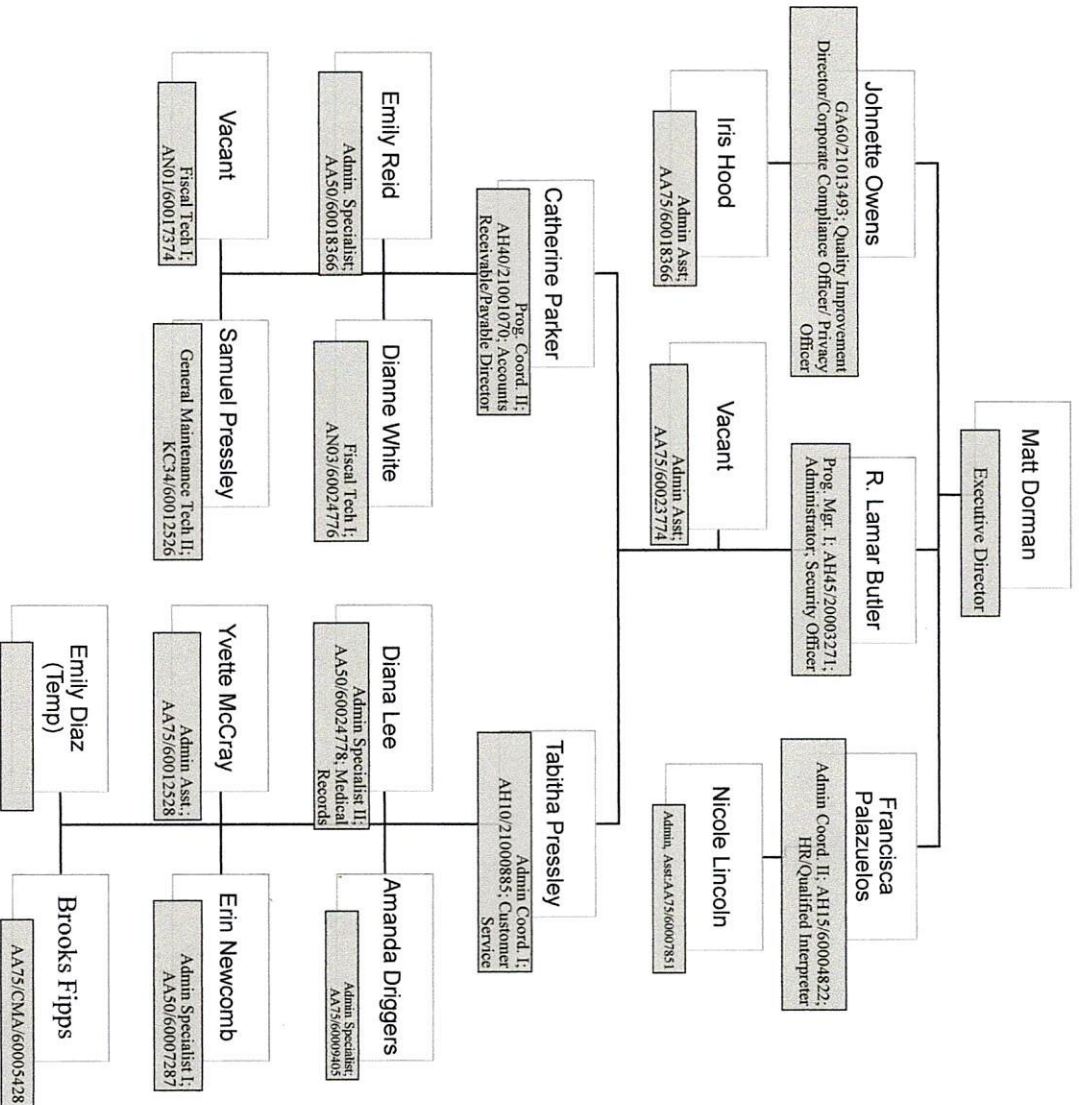 Matt Dorman
Executive Director
Johnette Owens
GA60/21013493; Quality Improvement
Director/Corporate Compliance Officer/ Privacy
Officer
R. Lamar Butler
Prog. Mgr. I; AH45/20003271;
Administrator; Security Officer
Francisca
Palazuelos
Admin Coord. II; AH15/60004822;
HR/Qualified Interpreter
Iris Hood
Admin Asst;
AA75/60018366
Vacant
Admin Asst;
AA75/60023774
Nicole Lincoln
Admin, Asst:AA75/60007851
Catherine Parker
Prog. Coord. II;
AH40/21001070; Accounts
Receivable/Payable Director
Tabitha Pressley
Admin Coord. I;
AH10/21000885; Customer
Service
Emily Reid
Admin. Specialist;
AA50/60018366
Dianne White
Fiscal Tech I;
AN03/60024776
Diana Lee
Admin Specialist II;
AA50/60024778; Medical
Records
Amanda Driggers
Admin Specialist;
AA75/60009405
Vacant
Fiscal Tech I;
AN01/60017374
Samuel Pressley
General Maintenance Tech II;
KC34/60012526
Yvette McCray
Admin Asst.;
AA75/60012528
Erin Newcomb
Admin Specialist I;
AA50/60007287
Emily Diaz
(Temp)
Brooks Fipps
AA75/CMA/60005428